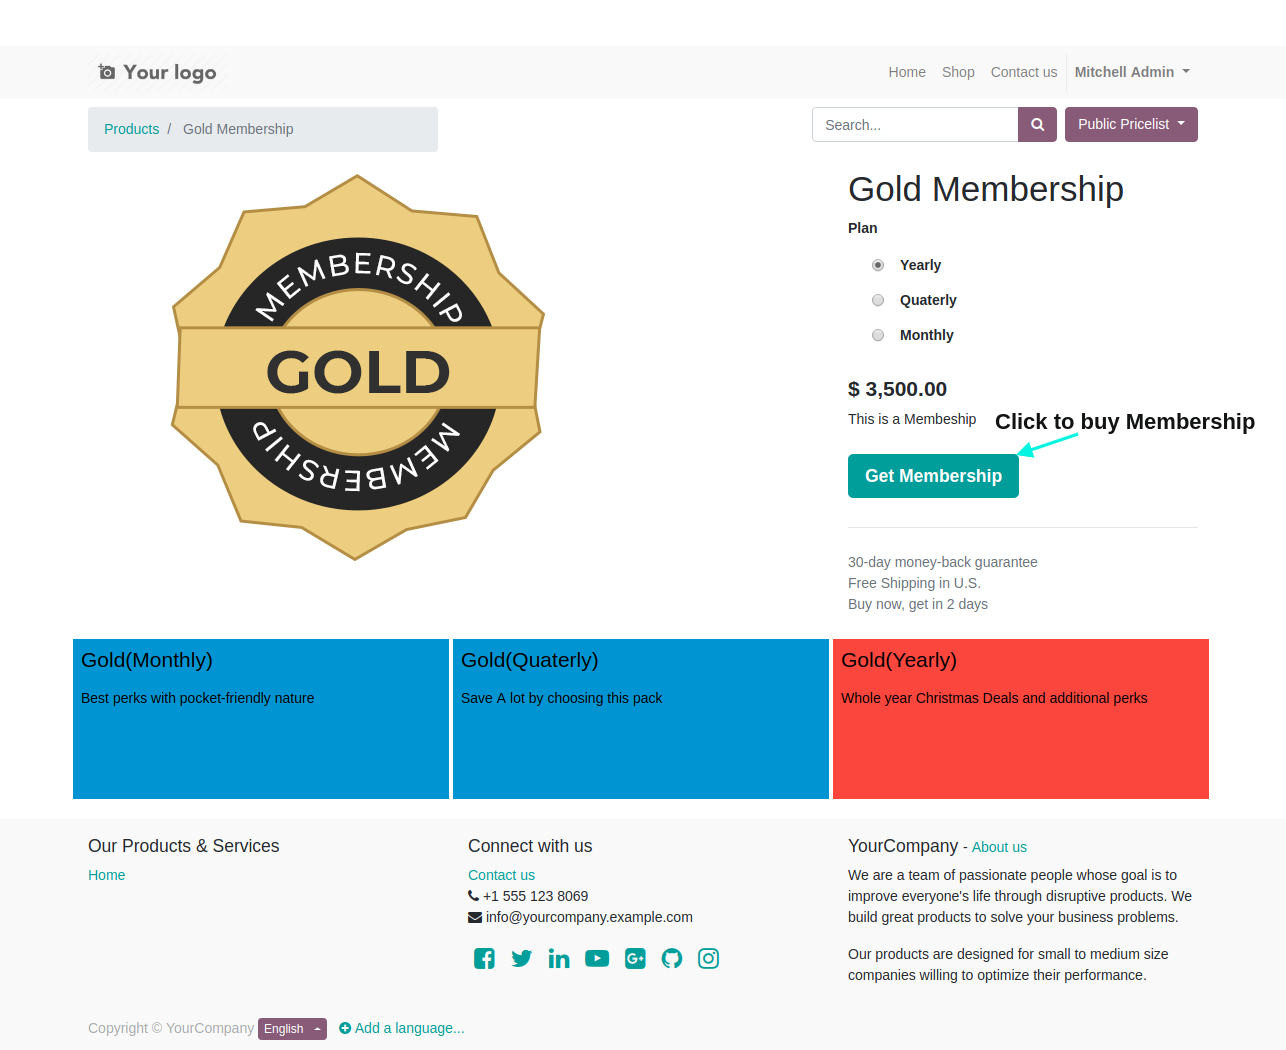 Your logo
Home Shop Contact us Mitchell Admin
Products / Gold Membership
Search...
Public Pricelist
MEMBERSHIP
GOLD
MEMBERSHIP
Gold Membership
Plan
Yearly
Quaterly
Monthly
$ 3,500.00
This is a Membeship
Click to buy Membership
Get Membership
30-day money-back guarantee
Free Shipping in U.S.
Buy now, get in 2 days
Gold(Monthly)
Best perks with pocket-friendly nature
Gold(Quaterly)
Save A lot by choosing this pack
Gold(Yearly)
Whole year Christmas Deals and additional perks
Our Products & Services
Home
Connect with us
Contact us
+1 555 123 8069
info@yourcompany.example.com
YourCompany - About us
We are a team of passionate people whose goal is to
improve everyone's life through disruptive products. We
build great products to solve your business problems.
Our products are designed for small to medium size
companies willing to optimize their performance.
Copyright © YourCompany English Add a language...